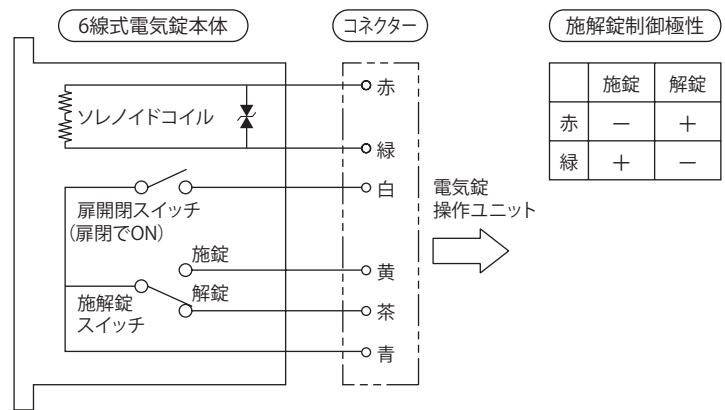 6線式電気錠本体
コネクター
施解錠制御極性
施錠 解錠
赤 － ＋
緑 ＋ －
ソレノイドコイル
赤
緑
白
扉開閉スイッチ
(扉閉でON)
電気錠
操作ユニット
施錠
黄
解錠
茶
施解錠
スイッチ
青